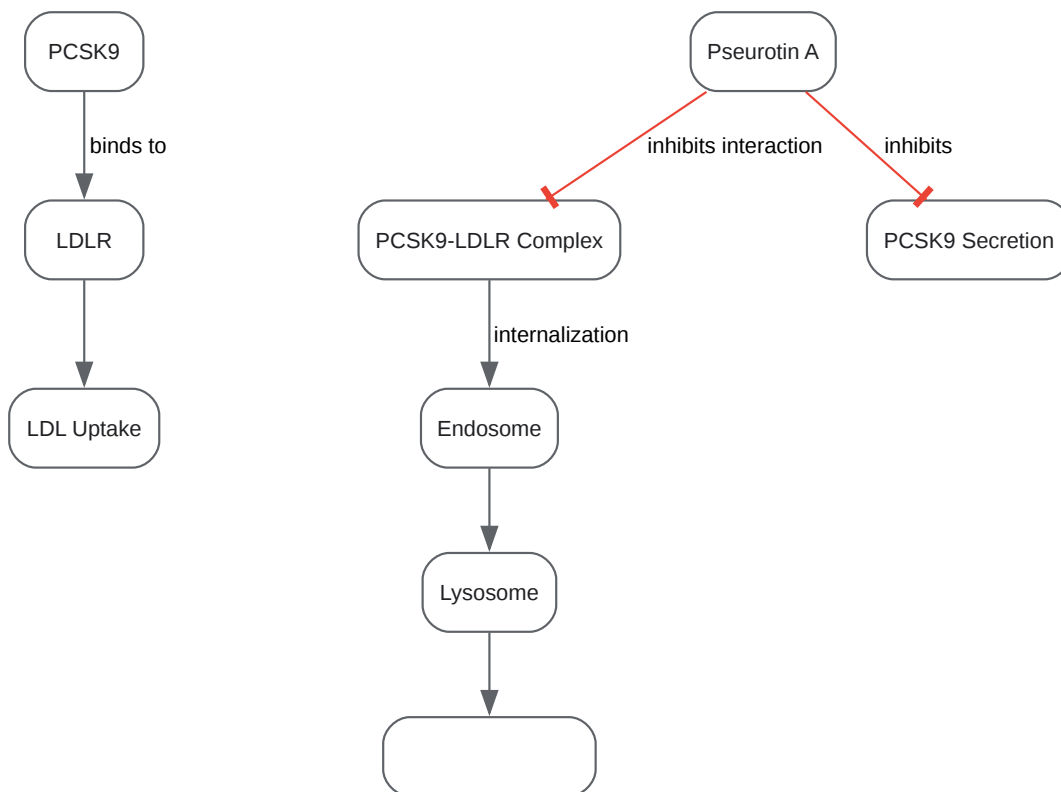 PCSK9
Pseurotin A
binds to
inhibits interaction
inhibits
LDLR
PCSK9-LDLR Complex
PCSK9 Secretion
internalization
LDL Uptake
Endosome
Lysosome